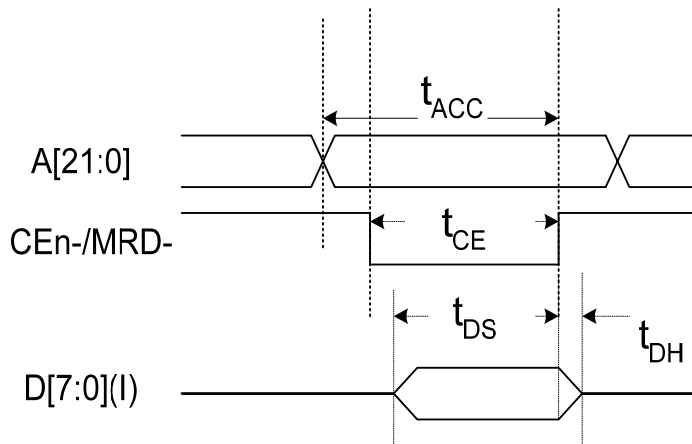 tACC
A[21:0]
CEn-/MRD-
tCE
tDS
tDH
D[7:0](I)